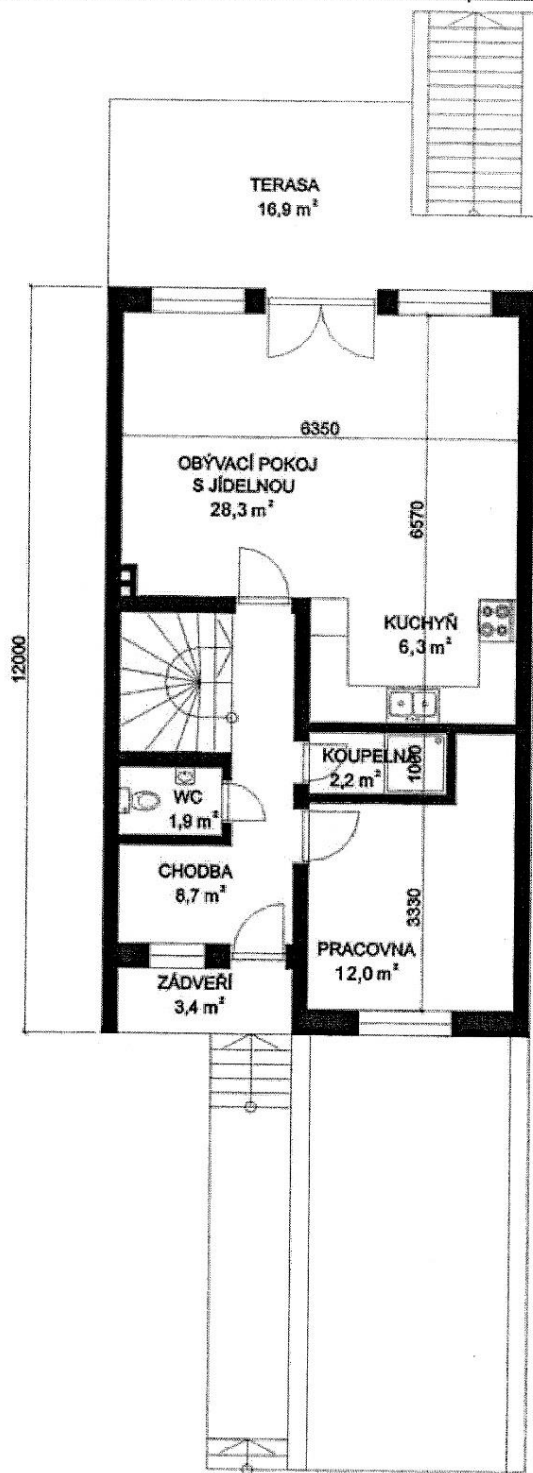 TERASA
16,9 m²
6350
OBÝVACÍ POKOJ
S JÍDELNOU
28,3 m²
6570
12000
KUCHYŇ
6,3 m²
KOUPELNA
2,2 m²
1060
WC
1,9 m²
CHODBA
8,7 m²
3330
PRACOVNA
12,0 m²
ZÁDVEŘÍ
3,4 m²